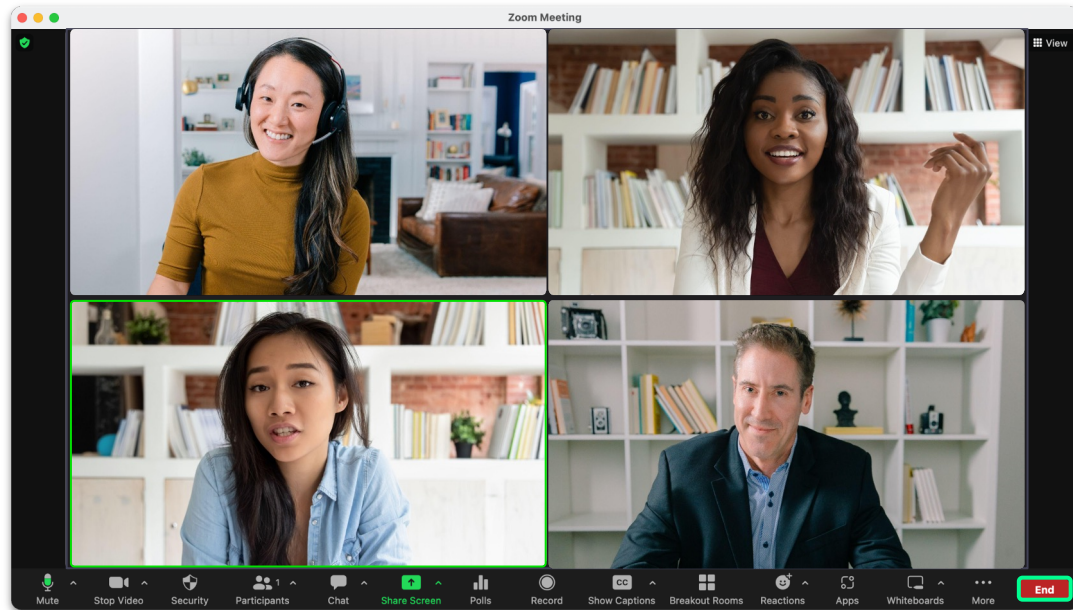 Zoom Meeting
View
1
CC
Mute
Stop Video
Security
Participants
Chat
Share Screen
Polls
Record
Show Captions
Breakout Rooms
Reactions
Apps
Whiteboards
More
End